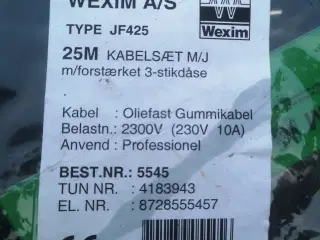 WEXIM A/S
TYPE JF425
Wexim
25M KABELSÆT M/J
m/forstærket 3-stikdåse
Kabel : Oliefast Gummikabel
Belastn.: 2300V (230V 10A)
Anvend : Professionel
BEST.NR.: 5545
TUN NR. : 4183943
EL. NR. : 8728555457